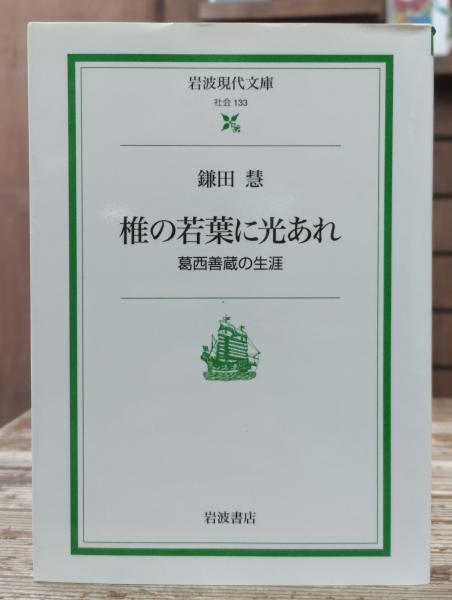 岩波現代文庫
社会 133
鎌田 慧
椎の若葉に光あれ
葛西善蔵の生涯
岩波書店